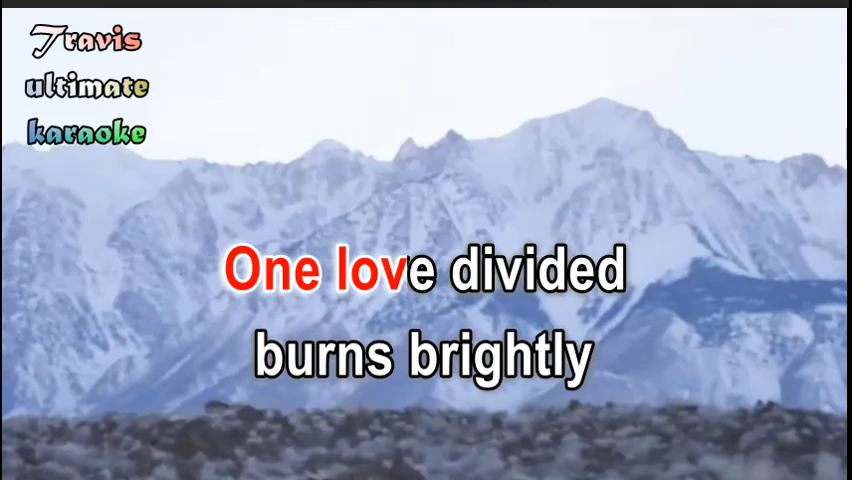 Travis
ultimate
karaoke
One love divided
burns brightly